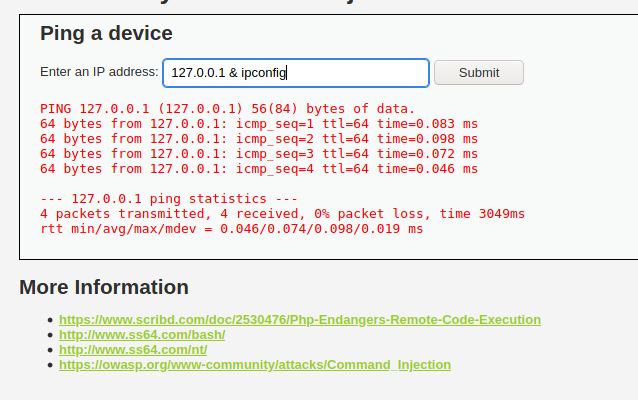 Ping a device
Enter an IP address: 127.0.0.1 & ipconfig Submit
PING 127.0.0.1 (127.0.0.1) 56(84) bytes of data.
64 bytes from 127.0.0.1: icmp_seq=1 ttl=64 time=0.083 ms
64 bytes from 127.0.0.1: icmp_seq=2 ttl=64 time=0.098 ms
64 bytes from 127.0.0.1: icmp_seq=3 ttl=64 time=0.072 ms
64 bytes from 127.0.0.1: icmp_seq=4 ttl=64 time=0.046 ms
--- 127.0.0.1 ping statistics ---
4 packets transmitted, 4 received, 0% packet loss, time 3049ms
rtt min/avg/max/mdev = 0.046/0.074/0.098/0.019 ms
More Information
https://www.scribd.com/doc/2530476/Php-Endangers-Remote-Code-Execution
http://www.ss64.com/bash/
http://www.ss64.com/nt/
https://owasp.org/www-community/attacks/Command_Injection